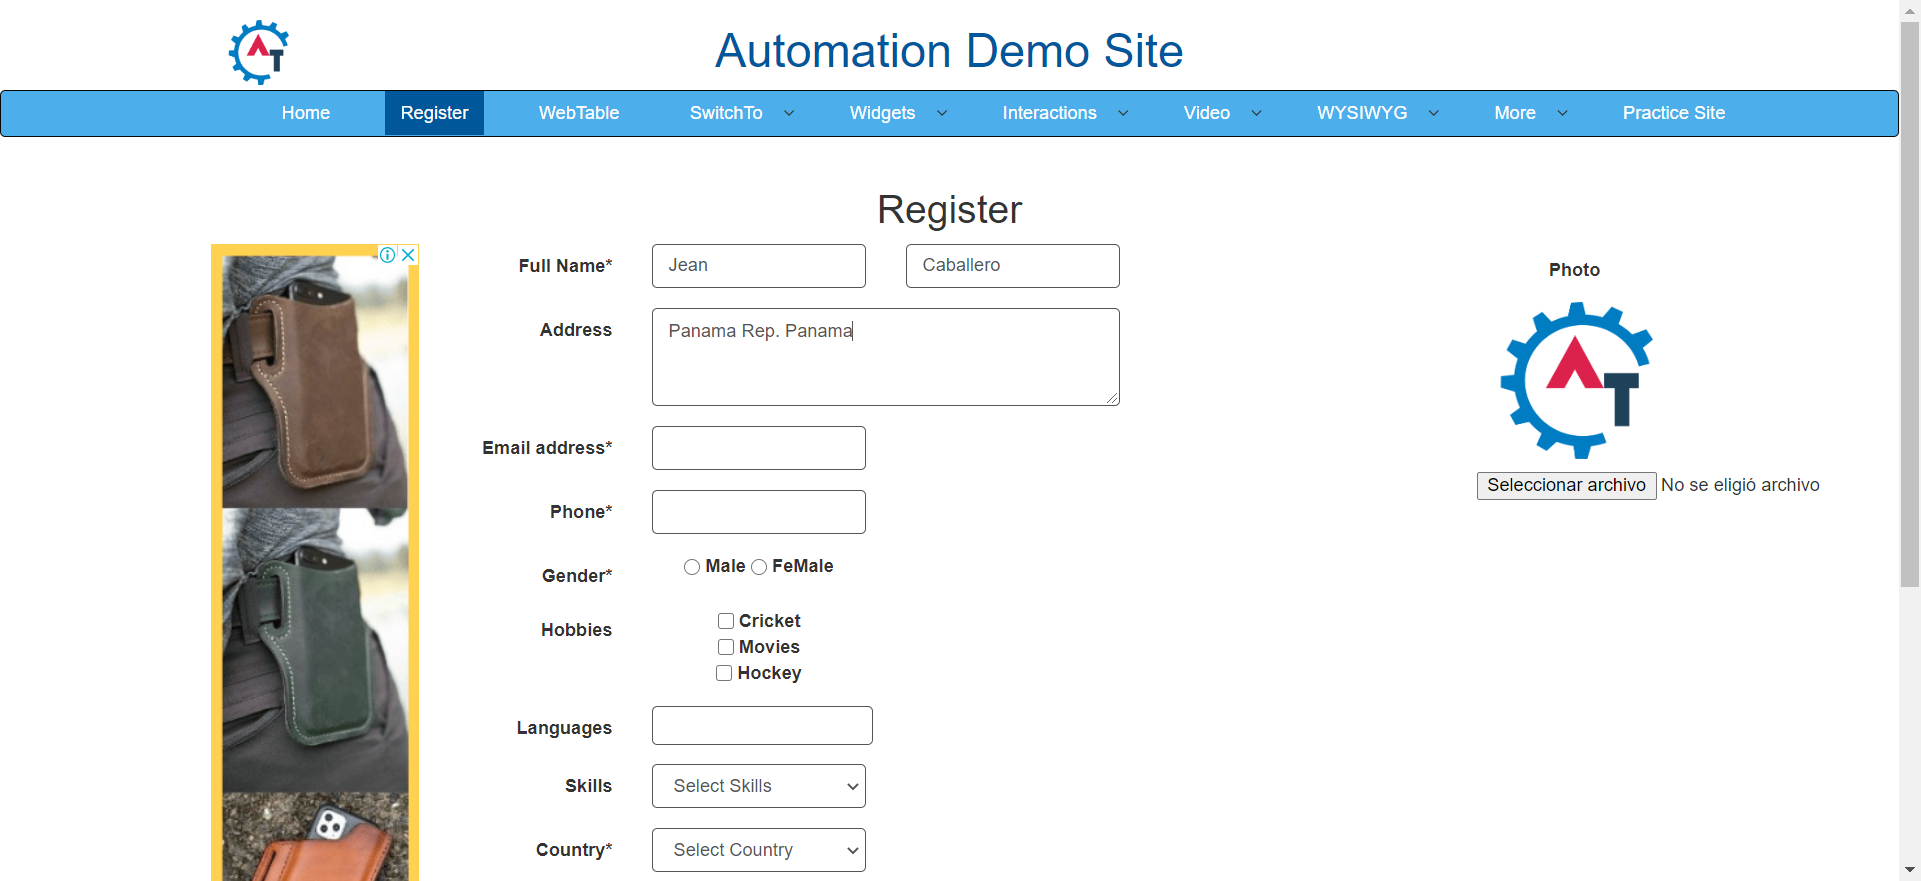 AT
Automation Demo Site
Home Register WebTable SwitchTo Widgets Interactions Video WYSIWYG More Practice Site
Register
Full Name* Jean Caballero
Photo
Address Panama Rep. Panama
AT
Email address*
Seleccionar archivo No se eligió archivo
Phone*
Gender* Male FeMale
Hobbies Cricket
Movies
Hockey
Languages
Skills Select Skills
Country* Select Country